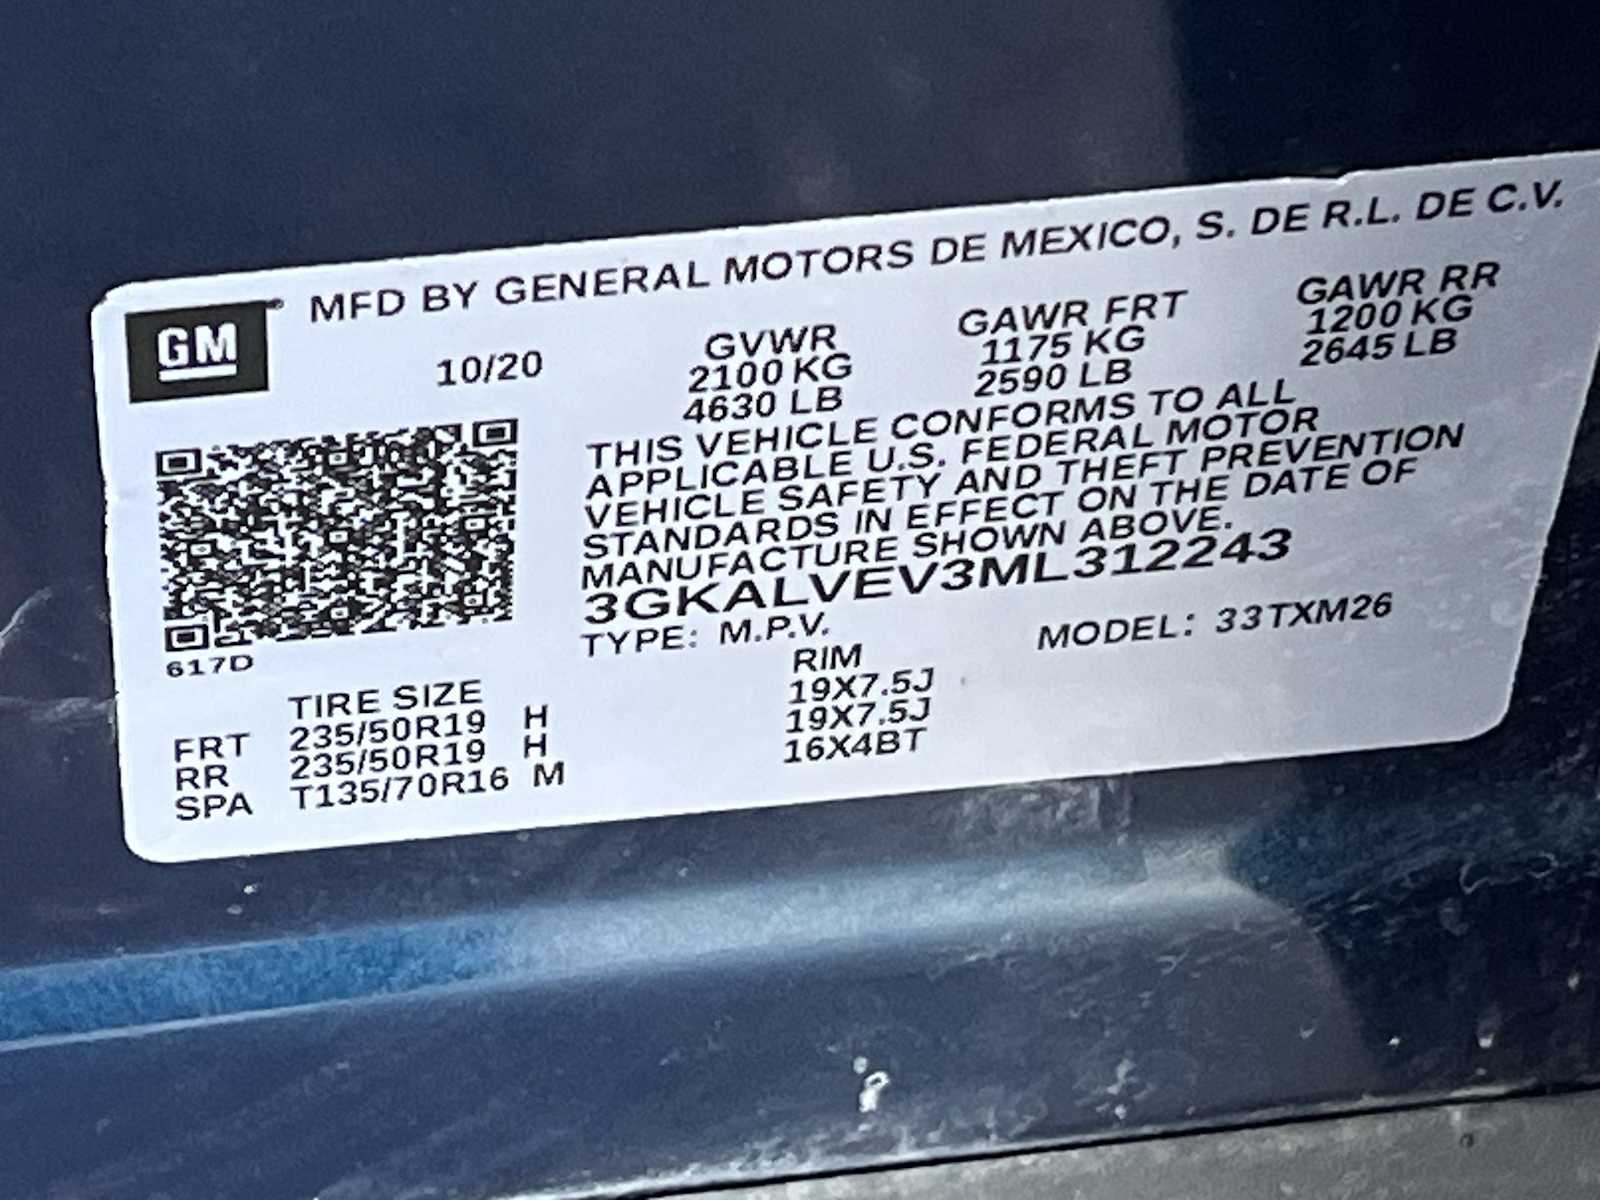 MFD BY GENERAL MOTORS DE MEXICO, S. DE R.L. DE C.V.
GM
10/20
GVWR GAWR FRT GAWR RR
2100 KG 1175 KG 1200 KG
4630 LB 2590 LB 2645 LB
THIS VEHICLE CONFORMS TO ALL
APPLICABLE U.S. FEDERAL MOTOR
VEHICLE SAFETY AND THEFT PREVENTION
STANDARDS IN EFFECT ON THE DATE OF
MANUFACTURE SHOWN ABOVE.
3GKALVEV3ML312243
TYPE: M.P.V. MODEL: 33TXM26
617D
TIRE SIZE RIM
FRT 235/50R19 H 19X7.5J
RR 235/50R19 H 19X7.5J
SPA T135/70R16 M 16X4BT